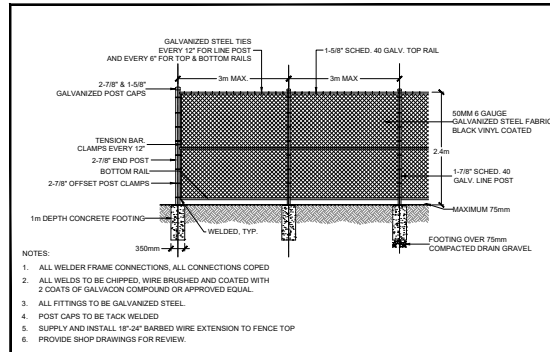 GALVANIZED STEEL TIES
EVERY 12" FOR LINE POST
AND EVERY 6" FOR TOP & BOTTOM RAILS
1-5/8" SCHED. 40 GALV. TOP RAIL
3m MAX.
3m MAX.
2-7/8" & 1-5/8"
GALVANIZED POST CAPS
50MM 6 GAUGE
GALVANIZED STEEL FABRIC
BLACK VINYL COATED
TENSION BAR.
CLAMPS EVERY 12"
2.4m
2-7/8" END POST
BOTTOM RAIL
2-7/8" OFFSET POST CLAMPS
1-7/8" SCHED. 40
GALV. LINE POST
1m DEPTH CONCRETE FOOTING
MAXIMUM 75mm
WELDED, TYP.
350mm
FOOTING OVER 75mm
COMPACTED DRAIN GRAVEL
NOTES:
1. ALL WELDER FRAME CONNECTIONS, ALL CONNECTIONS COPED
2. ALL WELDS TO BE CHIPPED, WIRE BRUSHED AND COATED WITH
2 COATS OF GALVACON COMPOUND OR APPROVED EQUAL.
3. ALL FITTINGS TO BE GALVANIZED STEEL.
4. POST CAPS TO BE TACK WELDED
5. SUPPLY AND INSTALL 18"-24" BARBED WIRE EXTENSION TO FENCE TOP
6. PROVIDE SHOP DRAWINGS FOR REVIEW.